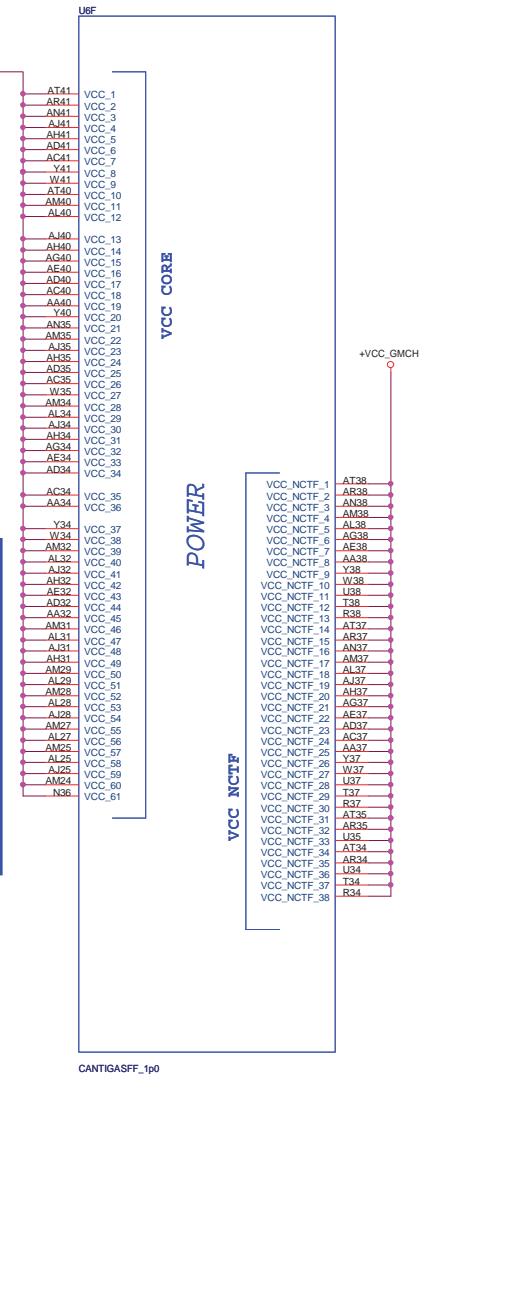 U6F
AT41 VCC_1
AR41 VCC_2
AN41 VCC_3
AJ41 VCC_4
AH41 VCC_5
AD41 VCC_6
AC41 VCC_7
Y41 VCC_8
W41 VCC_9
AT40 VCC_10
AM40 VCC_11
AL40 VCC_12
AJ40 VCC_13
AH40 VCC_14
AG40 VCC_15
AE40 VCC_16
AD40 VCC_17
AC40 VCC_18
AA40 VCC_19
Y40 VCC_20
AN35 VCC_21
AM35 VCC_22
AJ35 VCC_23
AH35 VCC_24
AD35 VCC_25
AC35 VCC_26
W35 VCC_27
AM34 VCC_28
AL34 VCC_29
AJ34 VCC_30
AH34 VCC_31
AG34 VCC_32
AE34 VCC_33
AD34 VCC_34
AC34 VCC_35
AA34 VCC_36
Y34 VCC_37
W34 VCC_38
AM32 VCC_39
AL32 VCC_40
AJ32 VCC_41
AH32 VCC_42
AE32 VCC_43
AD32 VCC_44
AA32 VCC_45
AM31 VCC_46
AL31 VCC_47
AJ31 VCC_48
AH31 VCC_49
AM29 VCC_50
AL29 VCC_51
AM28 VCC_52
AL28 VCC_53
AJ28 VCC_54
AM27 VCC_55
AL27 VCC_56
AM25 VCC_57
AL25 VCC_58
AJ25 VCC_59
AM24 VCC_60
N36 VCC_61
VCC CORE
POWER
VCC NCTF
+VCC_GMCH
VCC_NCTF_1 AT38
VCC_NCTF_2 AR38
VCC_NCTF_3 AN38
VCC_NCTF_4 AM38
VCC_NCTF_5 AL38
VCC_NCTF_6 AG38
VCC_NCTF_7 AE38
VCC_NCTF_8 AA38
VCC_NCTF_9 Y38
VCC_NCTF_10 W38
VCC_NCTF_11 U38
VCC_NCTF_12 T38
VCC_NCTF_13 R38
VCC_NCTF_14 AT37
VCC_NCTF_15 AR37
VCC_NCTF_16 AN37
VCC_NCTF_17 AM37
VCC_NCTF_18 AL37
VCC_NCTF_19 AJ37
VCC_NCTF_20 AH37
VCC_NCTF_21 AG37
VCC_NCTF_22 AE37
VCC_NCTF_23 AD37
VCC_NCTF_24 AC37
VCC_NCTF_25 AA37
VCC_NCTF_26 Y37
VCC_NCTF_27 W37
VCC_NCTF_28 U37
VCC_NCTF_29 T37
VCC_NCTF_30 R37
VCC_NCTF_31 AT35
VCC_NCTF_32 AR35
VCC_NCTF_33 U35
VCC_NCTF_34 AT34
VCC_NCTF_35 AR34
VCC_NCTF_36 U34
VCC_NCTF_37 T34
VCC_NCTF_38 R34
CANTIGASFF_1p0